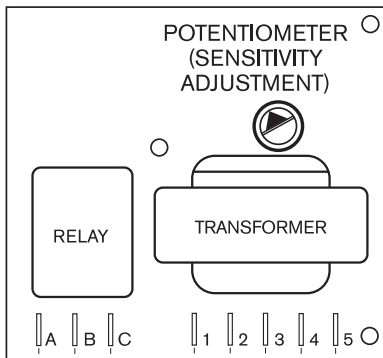 POTENTIOMETER
(SENSITIVITY
ADJUSTMENT)
RELAY
TRANSFORMER
A B C 1 2 3 4 5